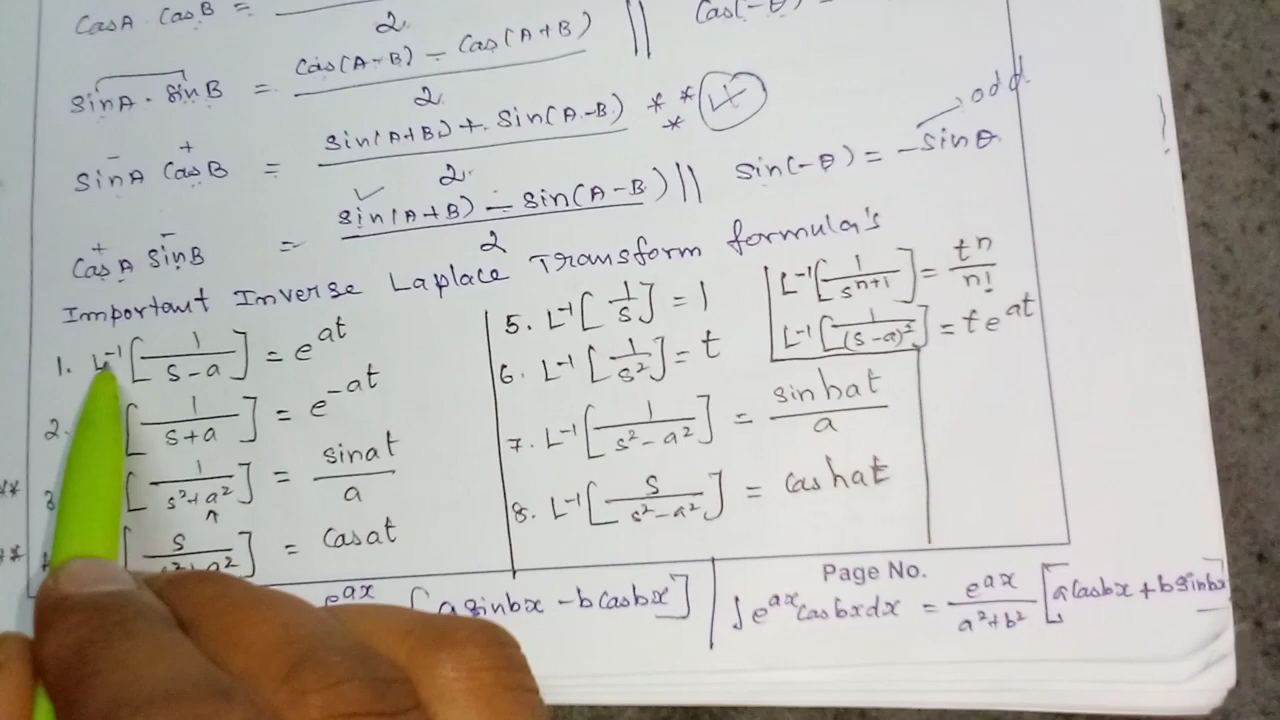 CosA CosB =
2
Cos(-θ)
SinA . SinB = Cos(A-B) - Cos(A+B)
2
SinA CosB = Sin(A+B) + Sin(A-B) * * *
2
- +
odd
Sin(-θ) = -Sinθ
CosA SinB = Sin(A+B) - Sin(A-B)
2
+ -
Important Inverse Laplace Transform formula's
1. L⁻¹[1/(s-a)] = e^at
2. [1/(s+a)] = e^-at
** 3 [1/(s²+a²)] = sinat/a
[s/(s²+a²)] = Cosat
5. L⁻¹[1/s] = 1
6. L⁻¹[1/s²] = t
7. L⁻¹[1/(s²-a²)] = sinhat/a
8. L⁻¹[s/(s²-a²)] = Coshat
L⁻¹[1/s^(n+1)] = t^n/n!
L⁻¹[1/(s-a)²] = te^at
Page No.
e^ax [asinbx - bCosbx]
∫e^ax Cosbx dx = e^ax/(a²+b²) [aCosbx + bSinbx]